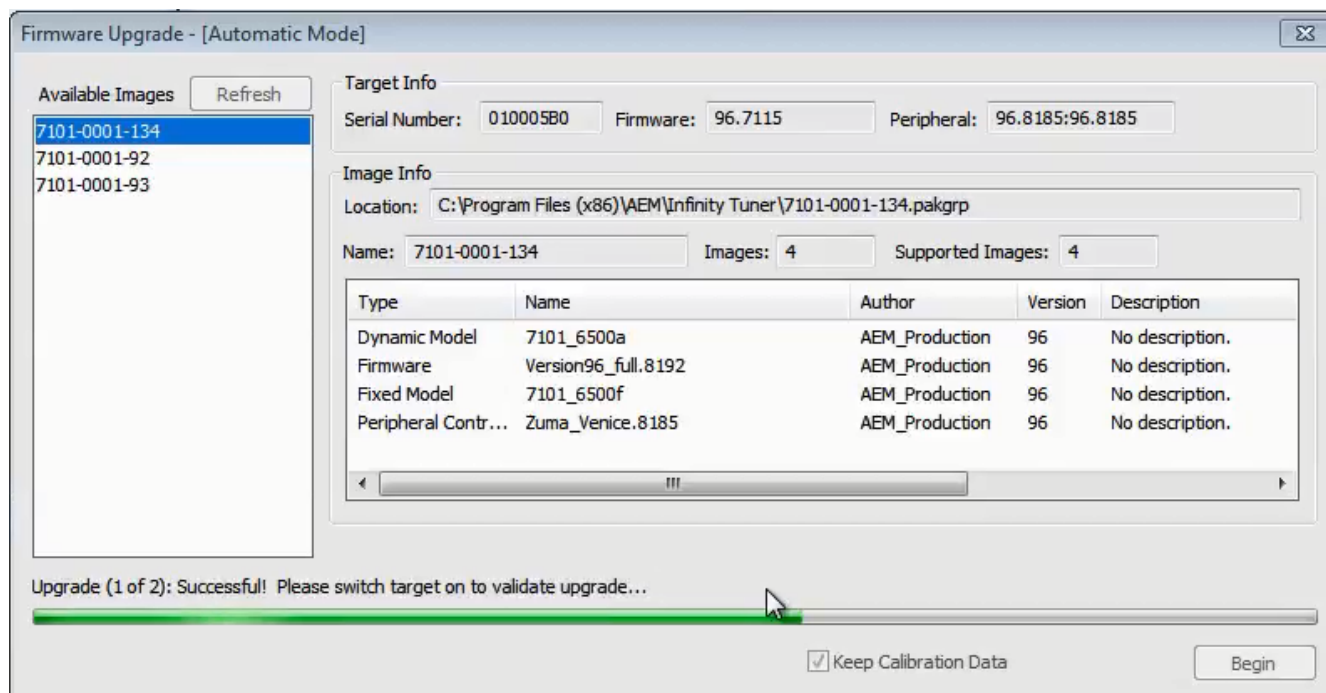 Firmware Upgrade - [Automatic Mode]
Available Images Refresh
7101-0001-134
7101-0001-92
7101-0001-93
Target Info
Serial Number: 010005B0 Firmware: 96.7115 Peripheral: 96.8185:96.8185
Image Info
Location: C:\Program Files (x86)\AEM\Infinity Tuner\7101-0001-134.pakgrp
Name: 7101-0001-134 Images: 4 Supported Images: 4
Type Name Author Version Description
Dynamic Model 7101_6500a AEM_Production 96 No description.
Firmware Version96_full.8192 AEM_Production 96 No description.
Fixed Model 7101_6500f AEM_Production 96 No description.
Peripheral Contr... Zuma_Venice.8185 AEM_Production 96 No description.
Upgrade (1 of 2): Successful! Please switch target on to validate upgrade...
Keep Calibration Data Begin